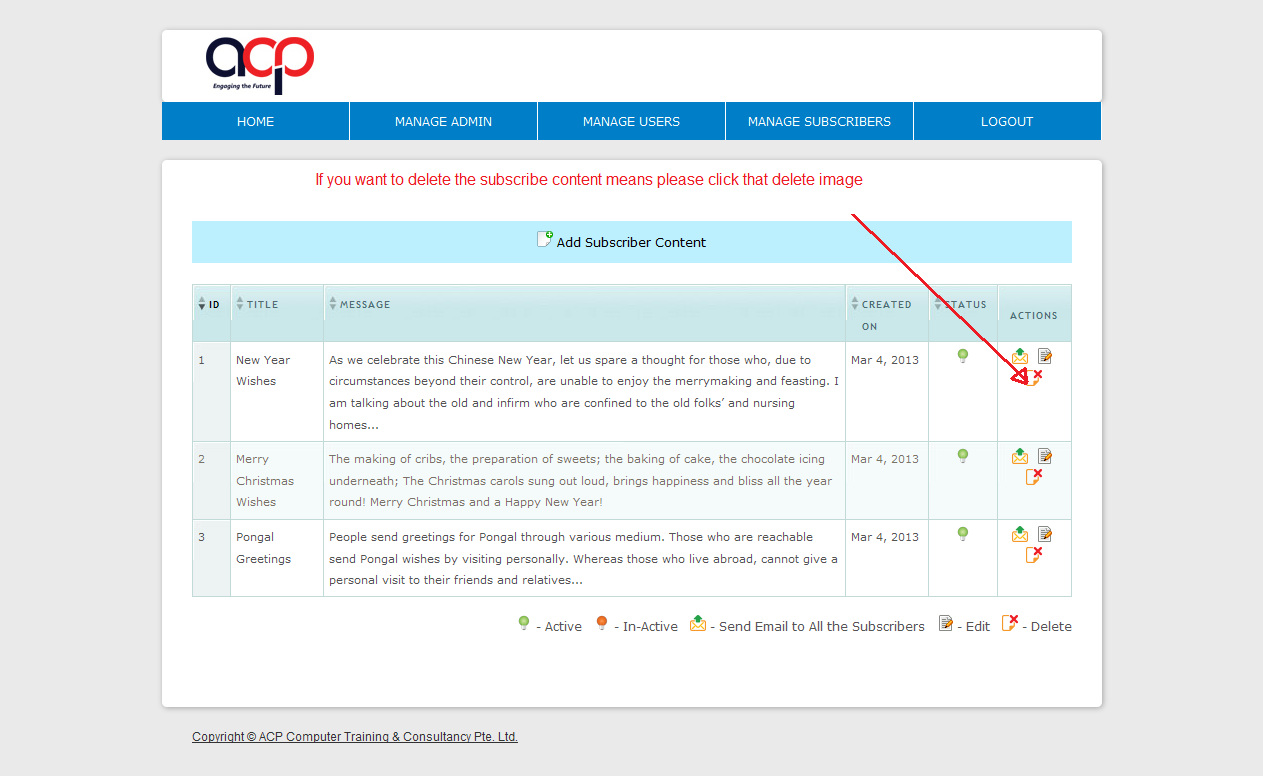 acp
Engaging the Future
HOME MANAGE ADMIN MANAGE USERS MANAGE SUBSCRIBERS LOGOUT
If you want to delete the subscribe content means please click that delete image
Add Subscriber Content
ID TITLE MESSAGE CREATED STATUS ACTIONS
ON
1 New Year As we celebrate this Chinese New Year, let us spare a thought for those who, due to Mar 4, 2013
Wishes circumstances beyond their control, are unable to enjoy the merrymaking and feasting. I
am talking about the old and infirm who are confined to the old folks’ and nursing
homes...
2 Merry The making of cribs, the preparation of sweets; the baking of cake, the chocolate icing Mar 4, 2013
Christmas underneath; The Christmas carols sung out loud, brings happiness and bliss all the year
Wishes round! Merry Christmas and a Happy New Year!
3 Pongal People send greetings for Pongal through various medium. Those who are reachable Mar 4, 2013
Greetings send Pongal wishes by visiting personally. Whereas those who live abroad, cannot give a
personal visit to their friends and relatives...
- Active - In-Active - Send Email to All the Subscribers - Edit - Delete
Copyright © ACP Computer Training & Consultancy Pte. Ltd.